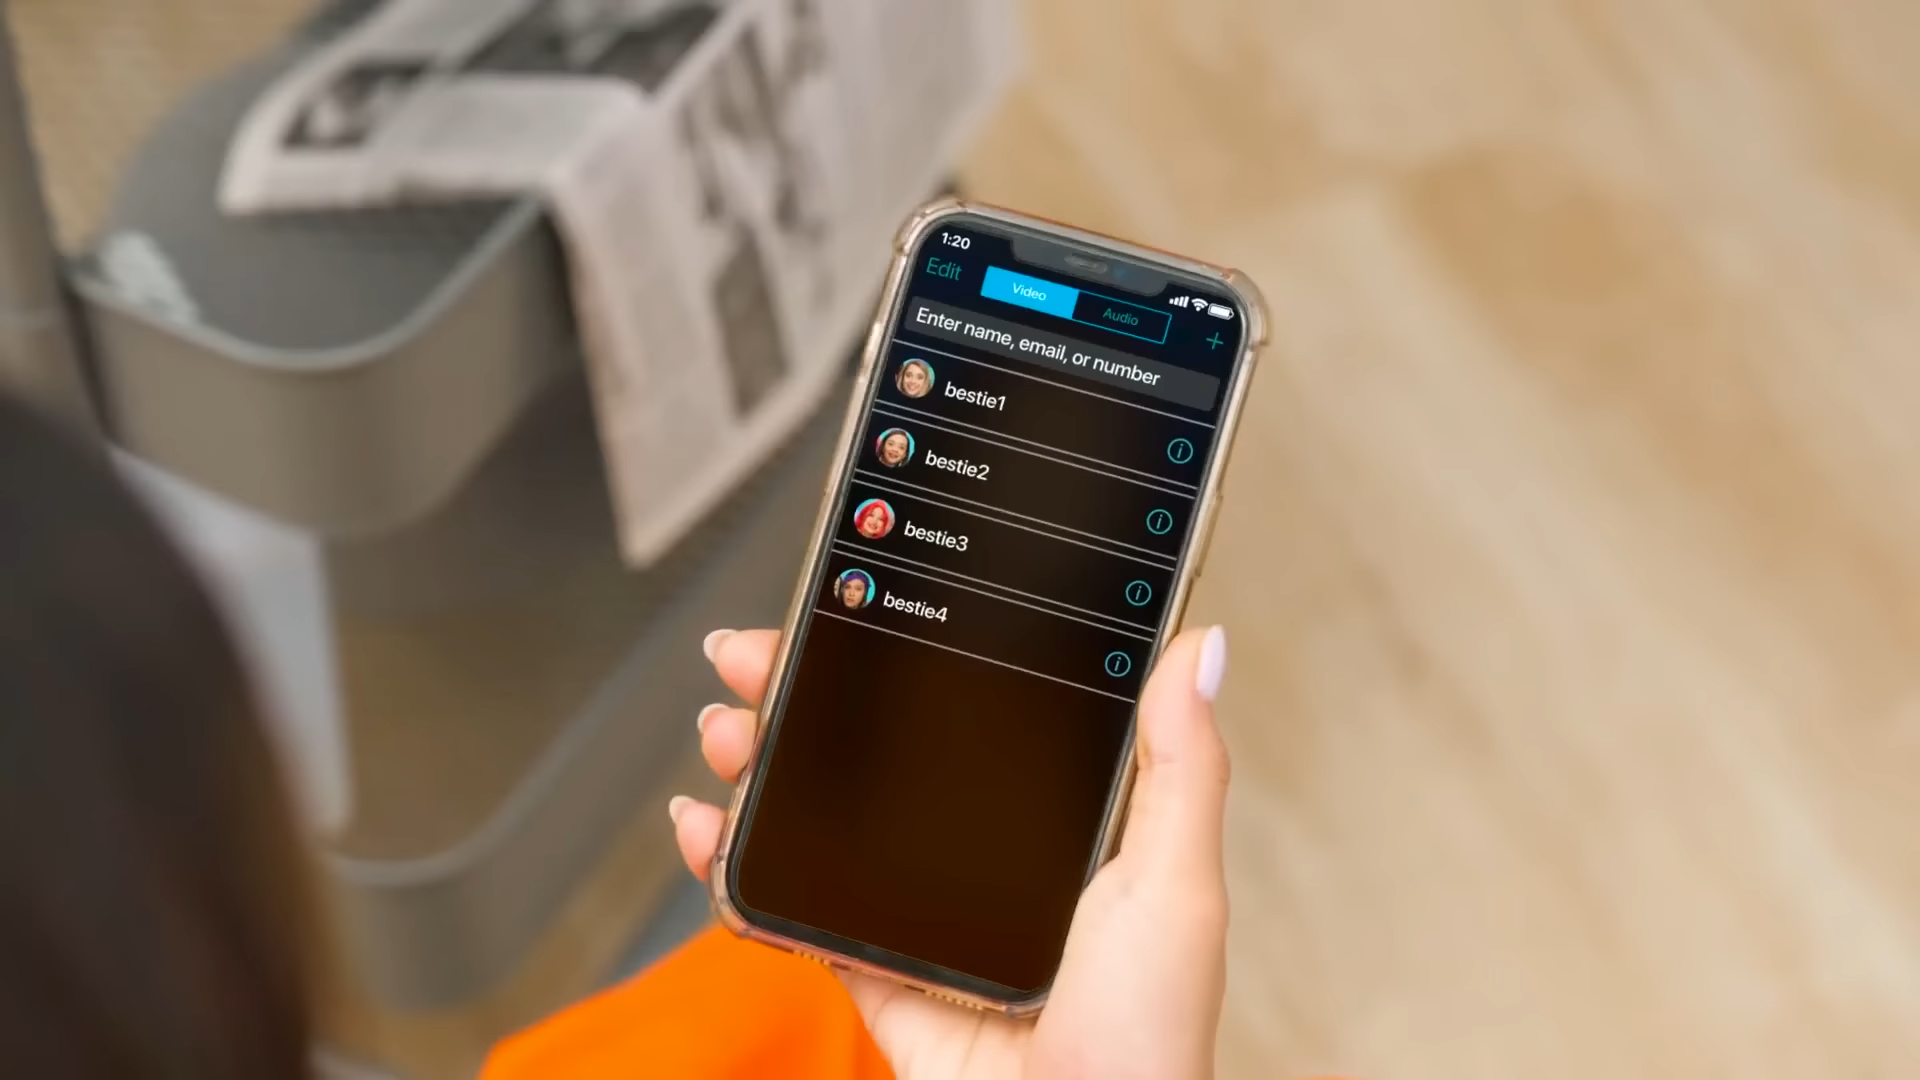 1:20
Edit
Video
Audio
+
Enter name, email, or number
bestie1
bestie2
bestie3
bestie4